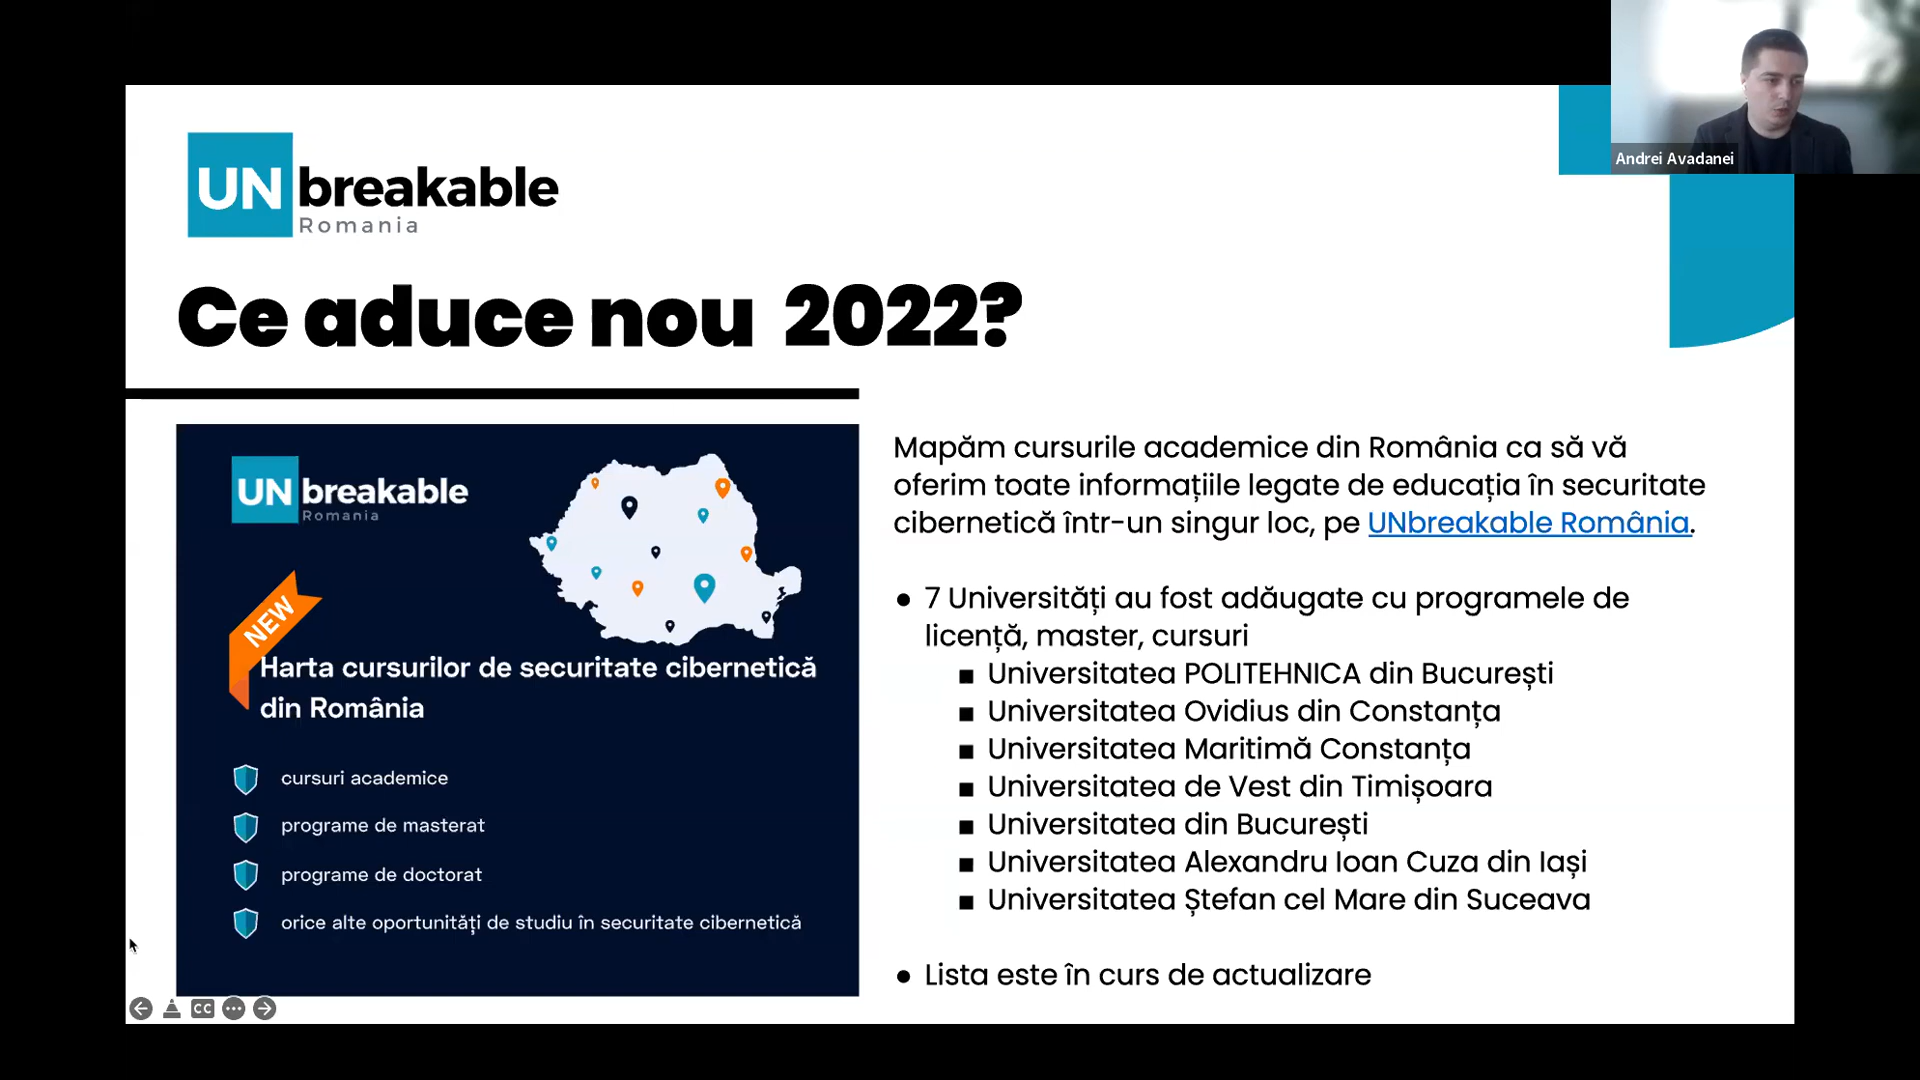 Andrei Avadanei
UNbreakable
Romania
Ce aduce nou 2022?
UNbreakable
Romania
NEW
Harta cursurilor de securitate cibernetică
din România
cursuri academice
programe de masterat
programe de doctorat
orice alte oportunități de studiu în securitate cibernetică
Mapăm cursurile academice din România ca să vă
oferim toate informațiile legate de educația în securitate
cibernetică într-un singur loc, pe UNbreakable România.
● 7 Universități au fost adăugate cu programele de
licență, master, cursuri
■ Universitatea POLITEHNICA din București
■ Universitatea Ovidius din Constanța
■ Universitatea Maritimă Constanța
■ Universitatea de Vest din Timișoara
■ Universitatea din București
■ Universitatea Alexandru Ioan Cuza din Iași
■ Universitatea Ștefan cel Mare din Suceava
● Lista este în curs de actualizare
CC